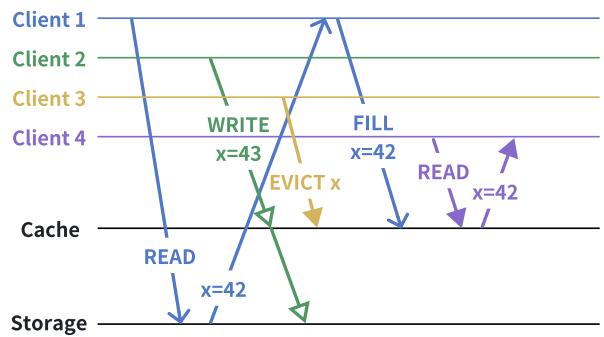 Client 1
Client 2
Client 3
Client 4
WRITE
x=43
FILL
x=42
EVICT x
READ
x=42
Cache
READ
x=42
Storage